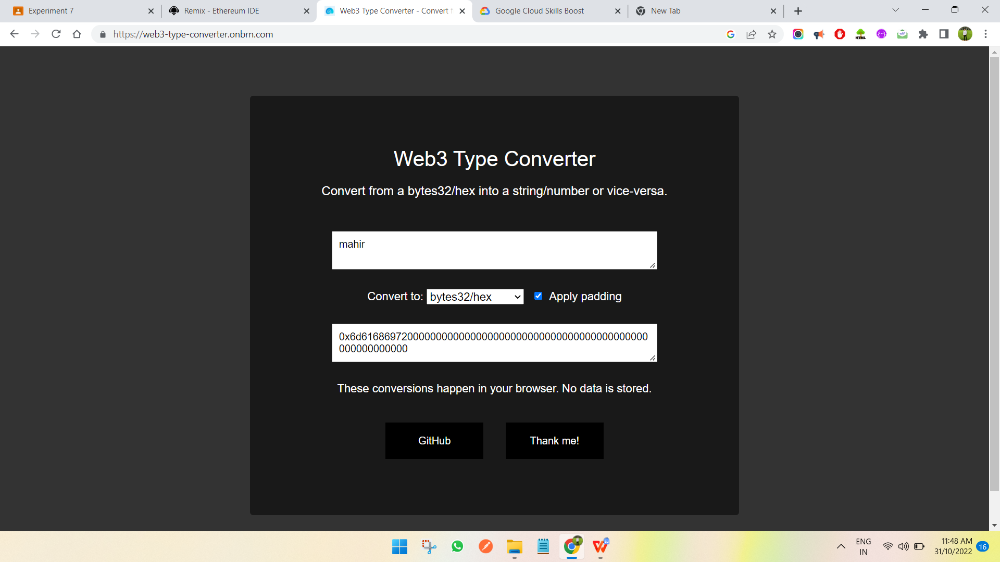 Experiment 7
Remix - Ethereum IDE
Web3 Type Converter - Convert f
Google Cloud Skills Boost
New Tab
https://web3-type-converter.onbrn.com
Web3 Type Converter
Convert from a bytes32/hex into a string/number or vice-versa.
mahir
Convert to: bytes32/hex Apply padding
0x6d61686972000000000000000000000000000000000000000000
000000000000
These conversions happen in your browser. No data is stored.
GitHub
Thank me!
ENG
IN
11:48 AM
31/10/2022
16